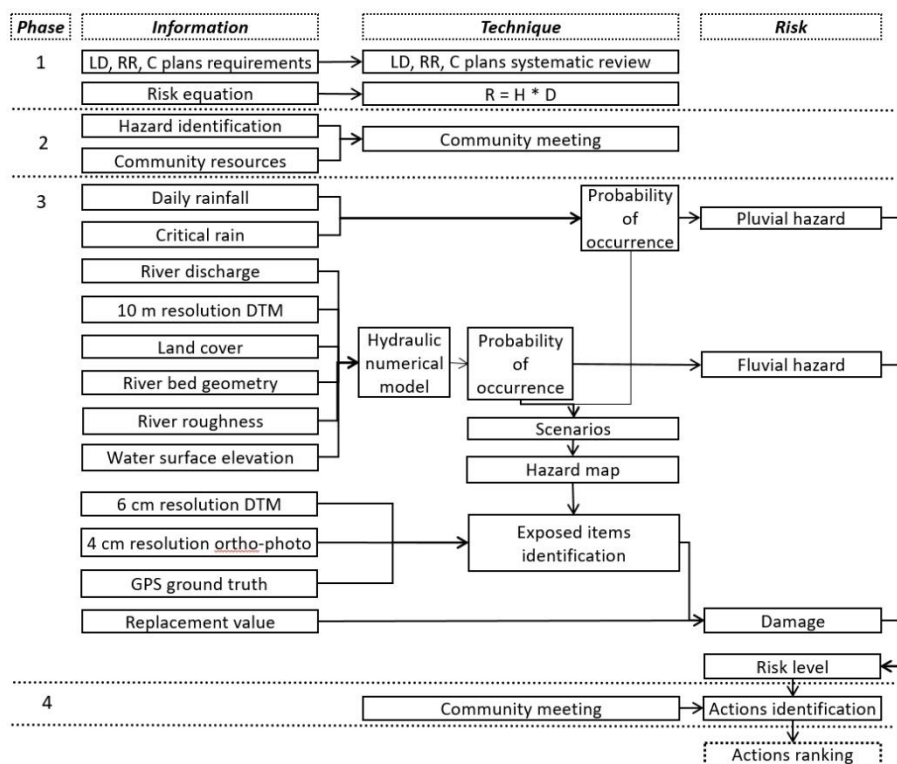 Phase
Information
Technique
Risk
1
LD, RR, C plans requirements
LD, RR, C plans systematic review
Risk equation
R = H * D
2
Hazard identification
Community meeting
Community resources
3
Daily rainfall
Probability
of
occurrence
Pluvial hazard
Critical rain
River discharge
10 m resolution DTM
Land cover
River bed geometry
River roughness
Water surface elevation
Hydraulic
numerical
model
Probability
of
occurrence
Fluvial hazard
Scenarios
Hazard map
6 cm resolution DTM
4 cm resolution ortho-photo
GPS ground truth
Exposed items
identification
Replacement value
Damage
Risk level
4
Community meeting
Actions identification
Actions ranking